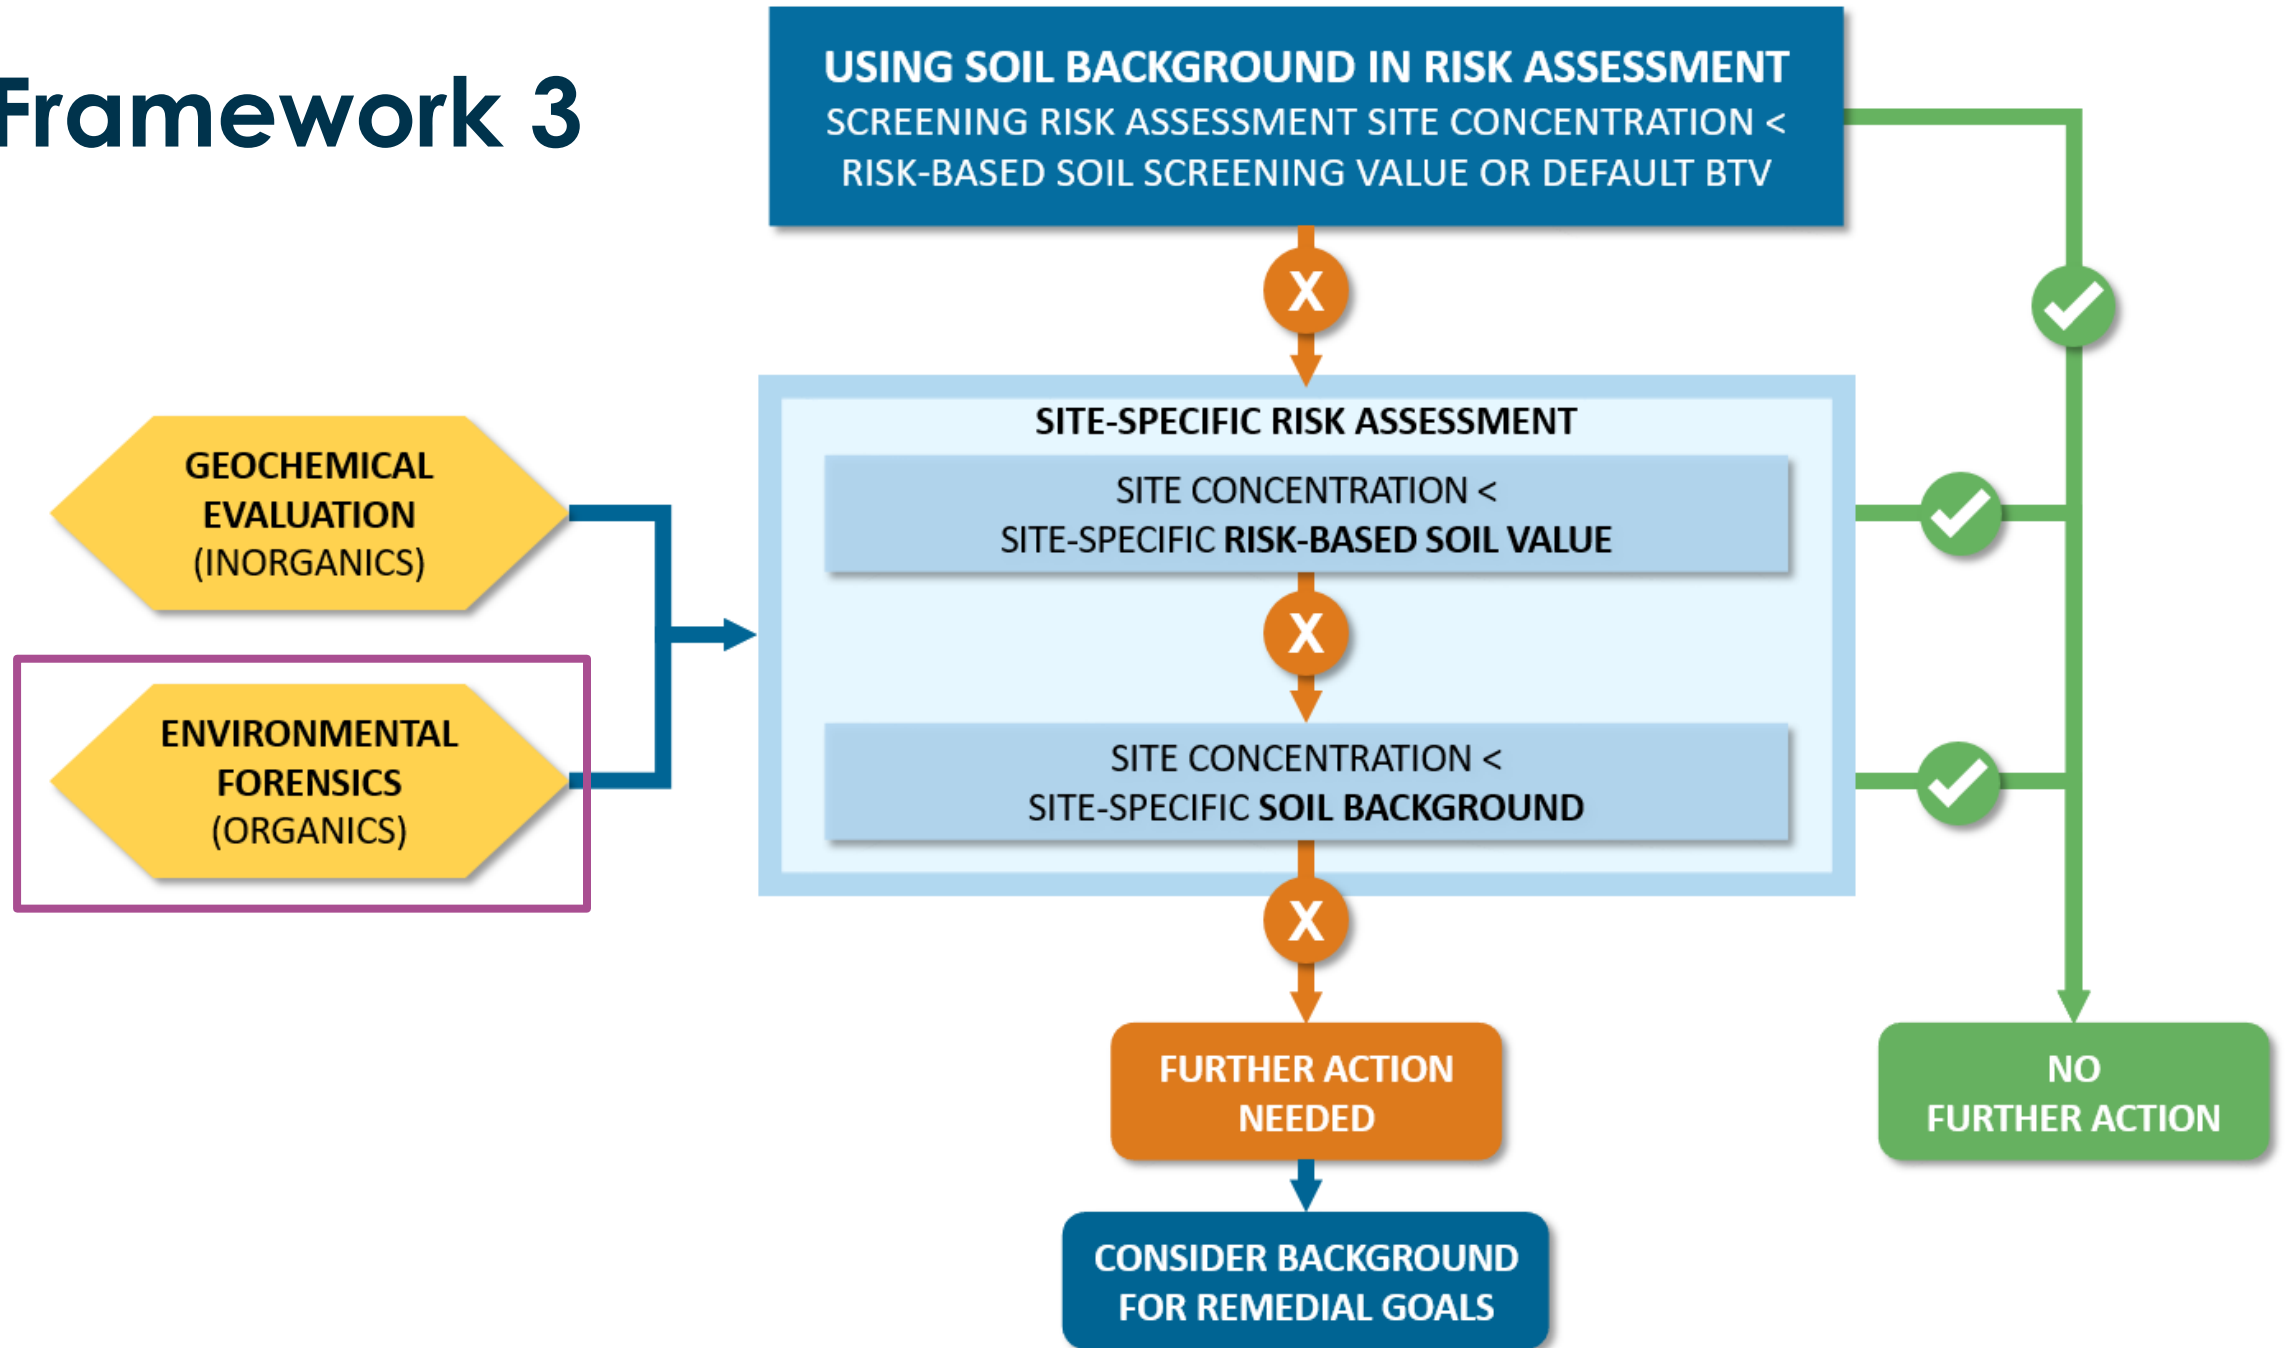 Framework 3
USING SOIL BACKGROUND IN RISK ASSESSMENT
SCREENING RISK ASSESSMENT SITE CONCENTRATION <
RISK-BASED SOIL SCREENING VALUE OR DEFAULT BTV
X
SITE-SPECIFIC RISK ASSESSMENT
SITE CONCENTRATION <
SITE-SPECIFIC RISK-BASED SOIL VALUE
GEOCHEMICAL
EVALUATION
(INORGANICS)
X
ENVIRONMENTAL
FORENSICS
(ORGANICS)
SITE CONCENTRATION <
SITE-SPECIFIC SOIL BACKGROUND
X
FURTHER ACTION
NEEDED
NO
FURTHER ACTION
CONSIDER BACKGROUND
FOR REMEDIAL GOALS